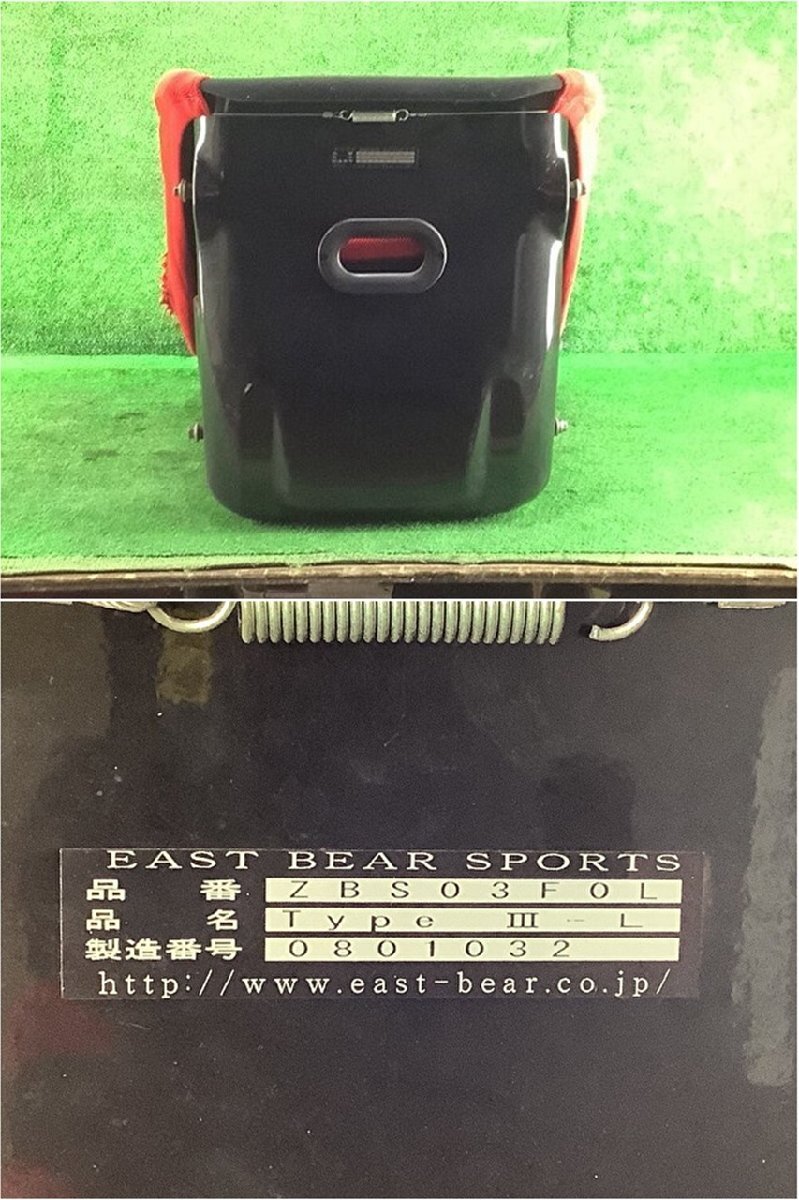 EAST BEAR SPORTS
品 番 ZBS03F0L
品 名 Type Ⅲ-L
製造番号 0801032
http://www.east-bear.co.jp/